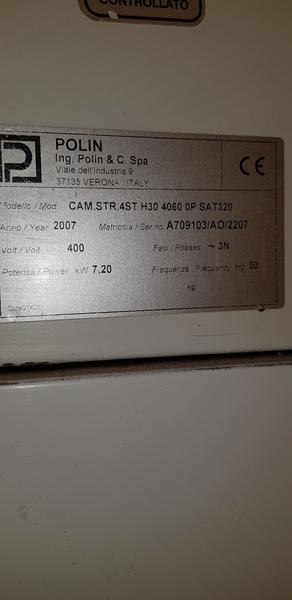 CONTROLLATO
POLIN
Ing. Polin & C. Spa
Viale dell'Industria 9
37135 VERONA ITALY
CE
Modello / Mod. CAM.STR.4ST H30 4060 0P SAT320
Anno / Year 2007 Matricola / Ser no A709103/AO/2207
Volt / Volt 400 Fasi / Phases ~ 3N
Potenza / Power kW 7,20 Frequenza Frequency Hz 50
kg